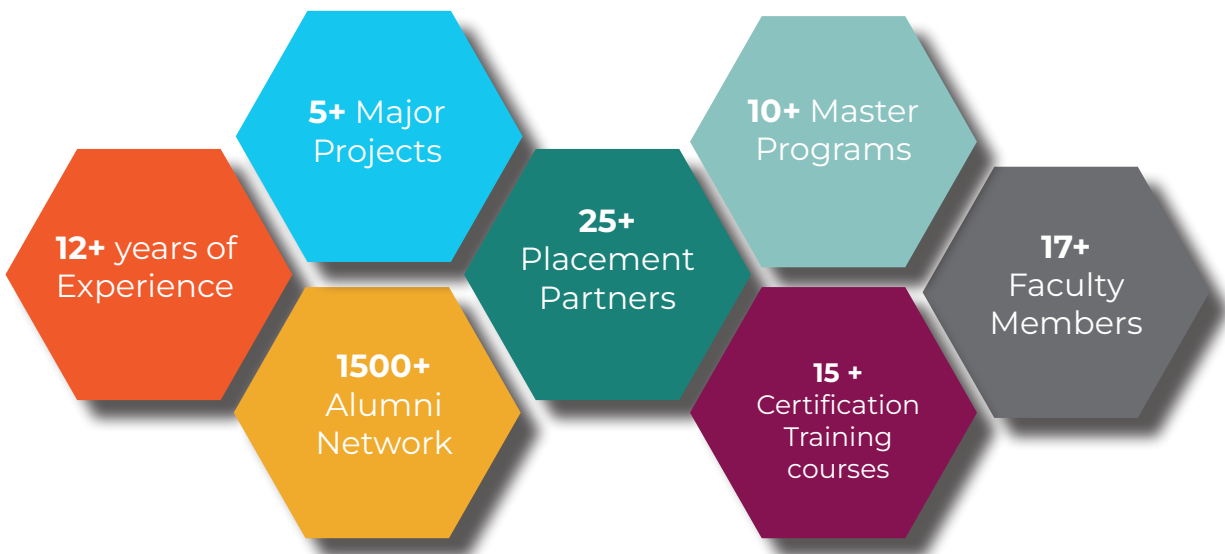 5+ Major
Projects
10+ Master
Programs
12+ years of
Experience
25+
Placement
Partners
17+
Faculty
Members
1500+
Alumni
Network
15 +
Certification
Training
courses